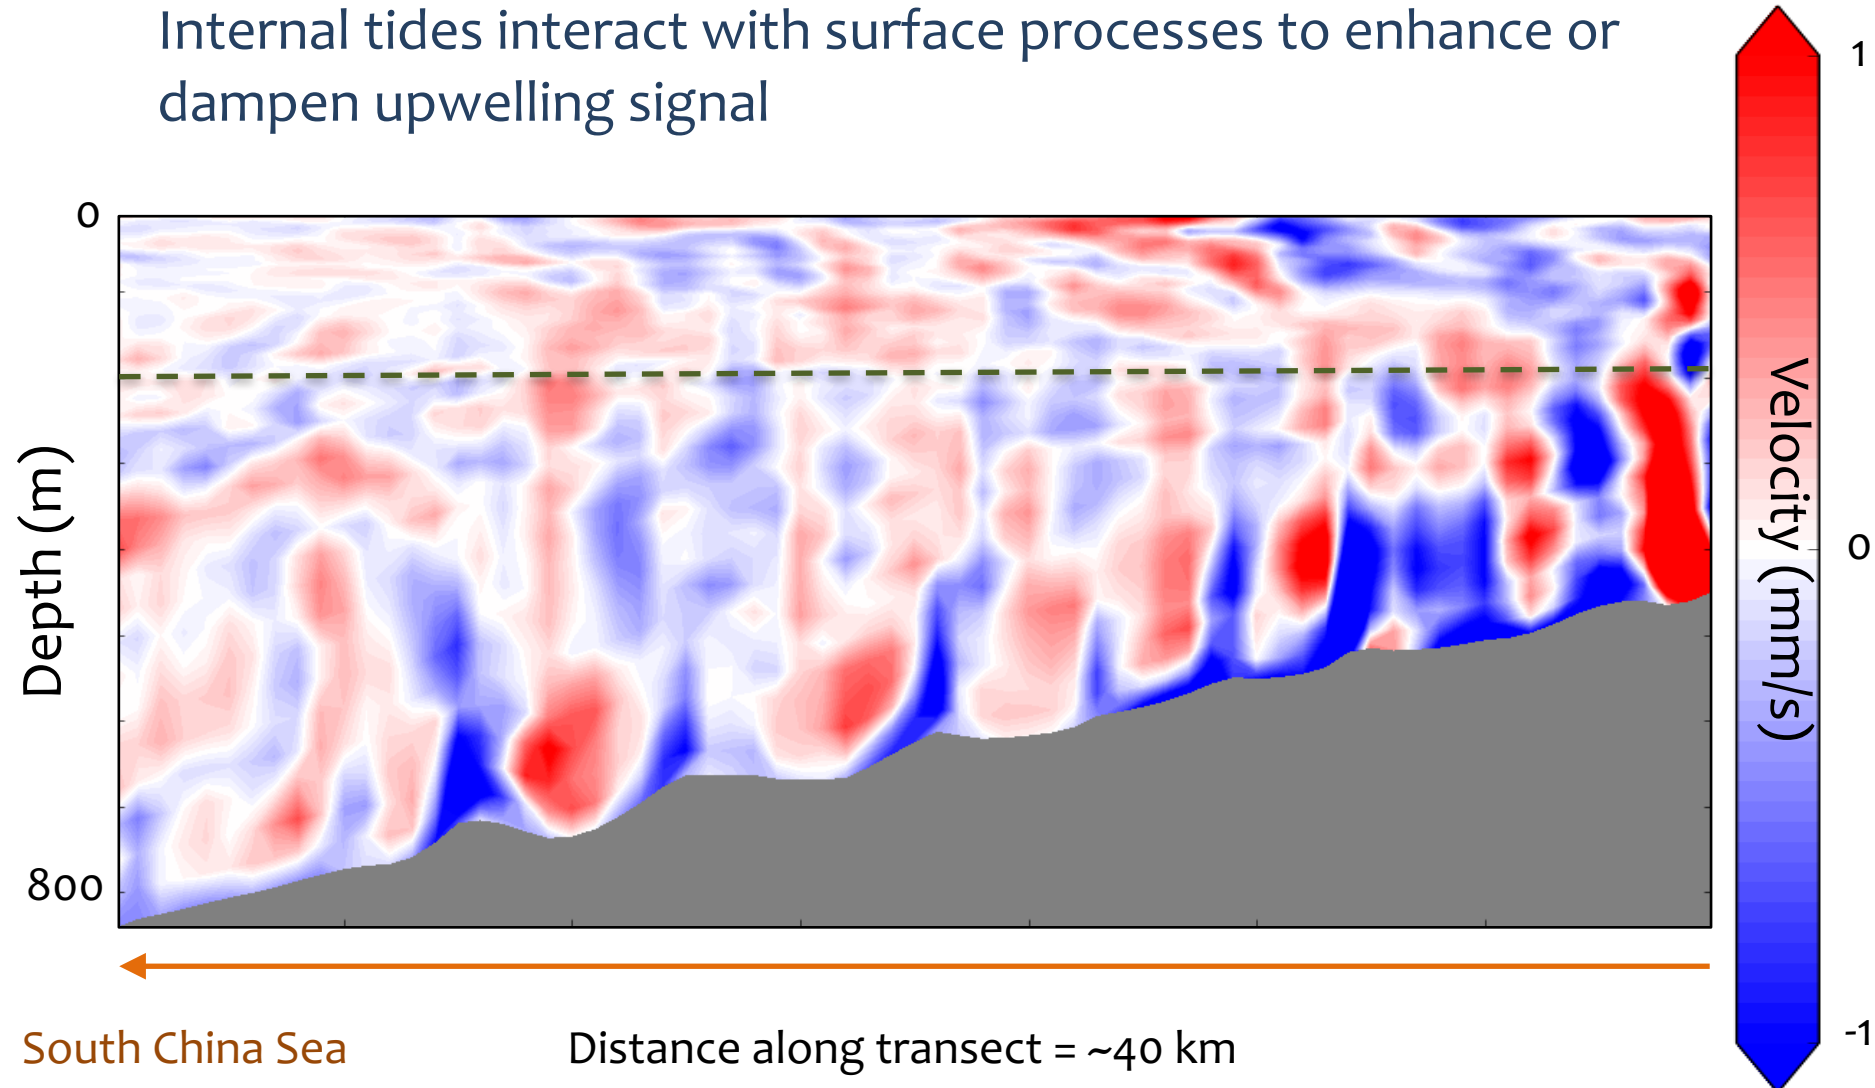 Internal tides interact with surface processes to enhance or
dampen upwelling signal
1
0
Depth (m)
Velocity (mm/s)
0
800
-1
South China Sea
Distance along transect = ~40 km